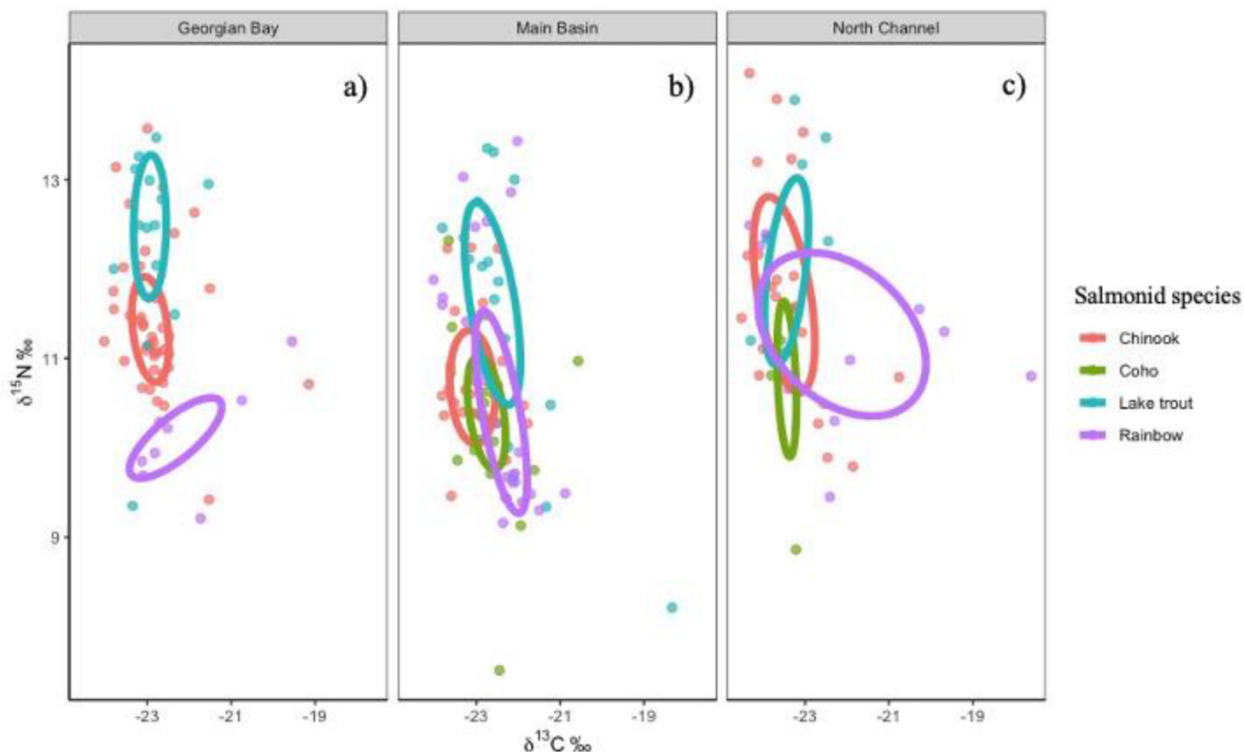 Georgian Bay
Main Basin
North Channel
a)
b)
c)
13
11
9
δ15N ‰
-23
-21
-19
-23
-21
-19
-23
-21
-19
δ13C ‰
Salmonid species
Chinook
Coho
Lake trout
Rainbow